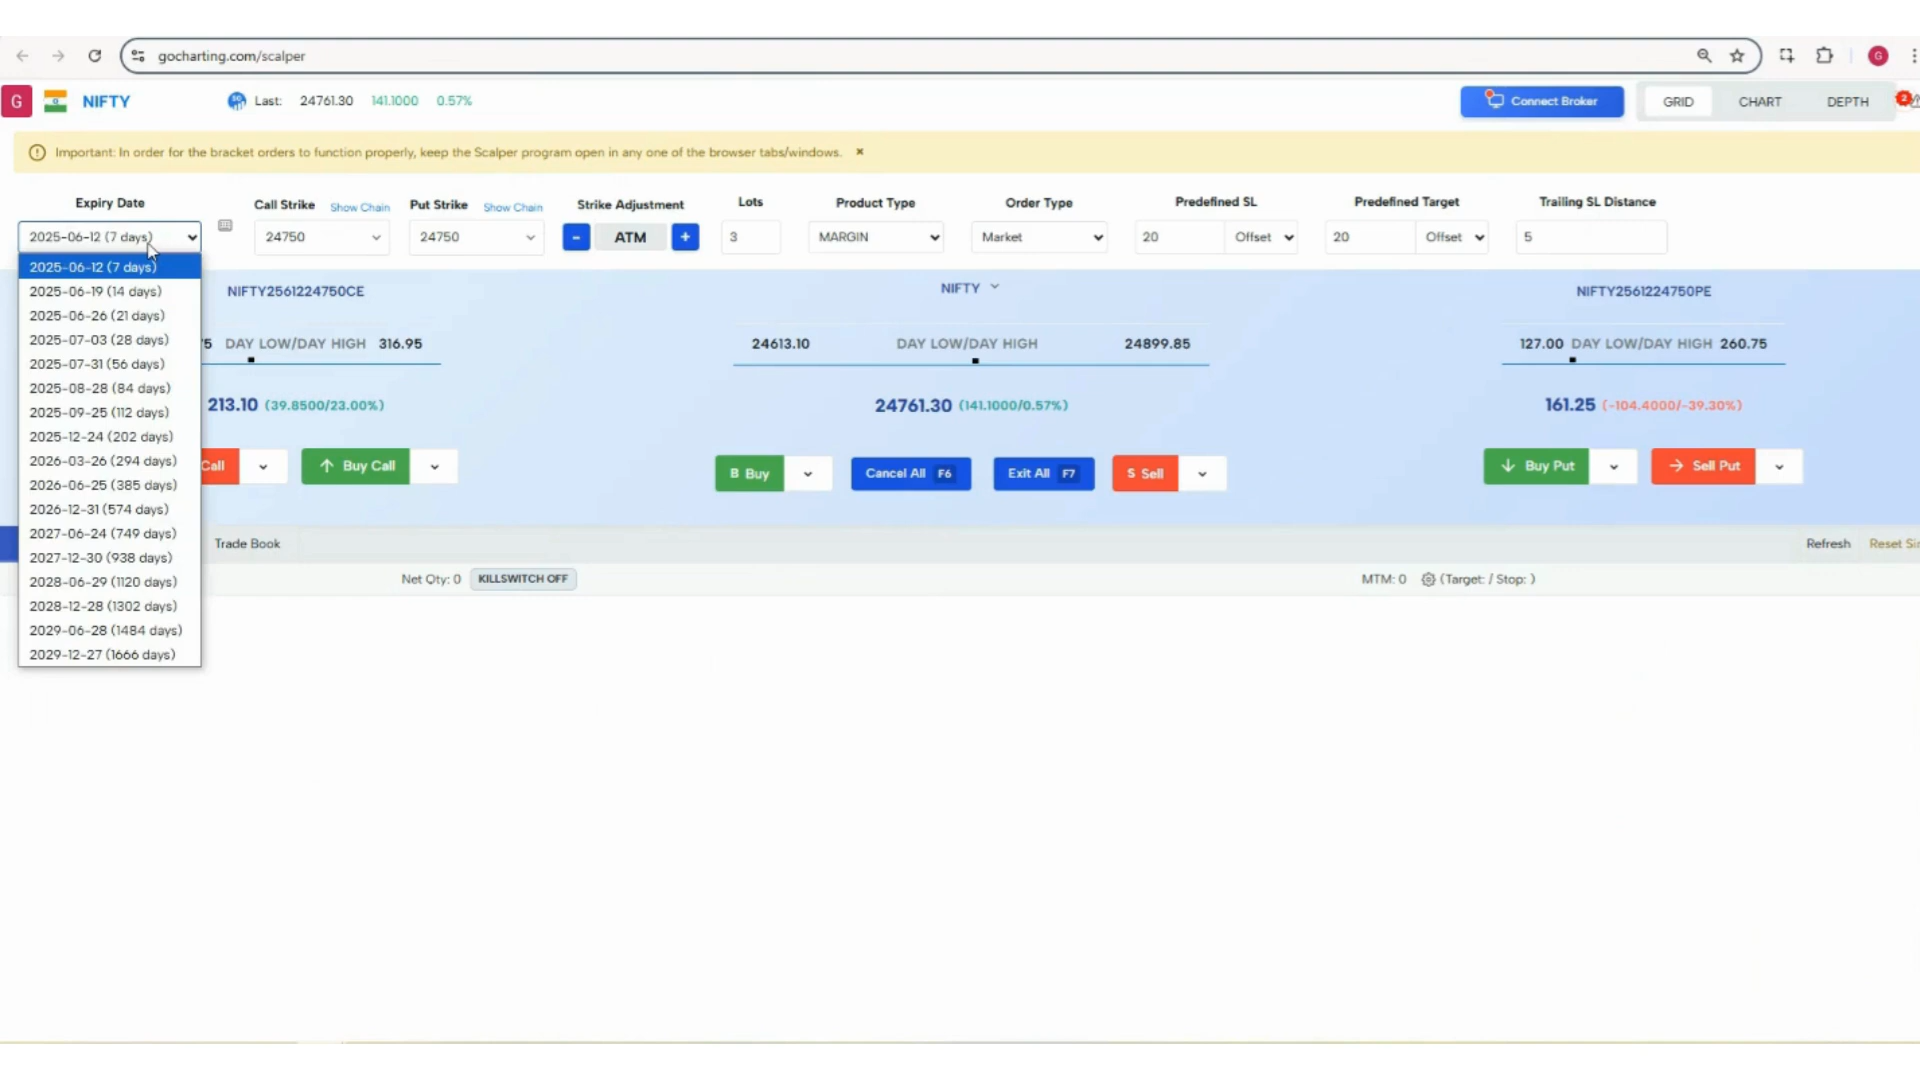 gocharting.com/scalper
G
G NIFTY Last: 24761.30 141.1000 0.57% Connect Broker GRID CHART DEPTH 2
Important: In order for the bracket orders to function properly, keep the Scalper program open in any one of the browser tabs/windows. ×
Expiry Date Call Strike Show Chain Put Strike Show Chain Strike Adjustment Lots Product Type Order Type Predefined SL Predefined Target Trailing SL Distance
2025-06-12 (7 days) 24750 24750 - ATM + 3 MARGIN Market 20 Offset 20 Offset 5
2025-06-12 (7 days)
2025-06-19 (14 days)
2025-06-26 (21 days)
2025-07-03 (28 days)
2025-07-31 (56 days)
2025-08-28 (84 days)
2025-09-25 (112 days)
2025-12-24 (202 days)
2026-03-26 (294 days)
2026-06-25 (385 days)
2026-12-31 (574 days)
2027-06-24 (749 days)
2027-12-30 (938 days)
2028-06-29 (1120 days)
2028-12-28 (1302 days)
2029-06-28 (1484 days)
2029-12-27 (1666 days)
NIFTY2561224750CE NIFTY NIFTY2561224750PE
5 DAY LOW/DAY HIGH 316.95 24613.10 DAY LOW/DAY HIGH 24899.85 127.00 DAY LOW/DAY HIGH 260.75
213.10 (39.8500/23.00%) 24761.30 (141.1000/0.57%) 161.25 (-104.4000/-39.30%)
Call Buy Call B Buy Cancel All F6 Exit All F7 S Sell Buy Put Sell Put
Trade Book Refresh Reset Sir
Net Qty: 0 KILLSWITCH OFF MTM: 0 (Target: / Stop: )